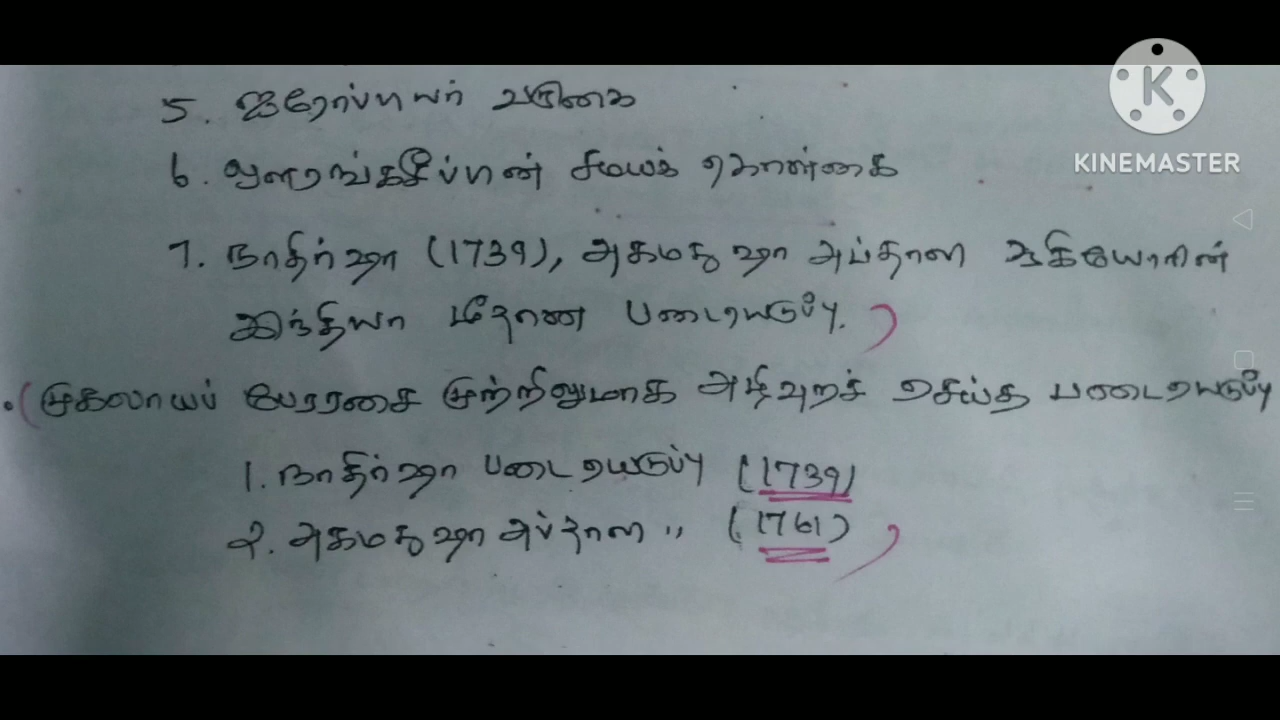 KINEMASTER
5. ஐரோப்பியர் வருகை
6. ஔரங்கசீப்பின் சமயக் கொள்கை
7. நாதிர்ஷா (1739), அகமதுஷா அப்தாலி ஆகியோரின்
இந்தியா மீதான படையெடுப்பு.
(முகலாயப் பேரரசை முற்றிலுமாக அழிவுறச் செய்த படையெடுப்பு
1. நாதிர்ஷா படையெடுப்பு (1739)
2. அகமதுஷா அப்தாலி ,, (1761)